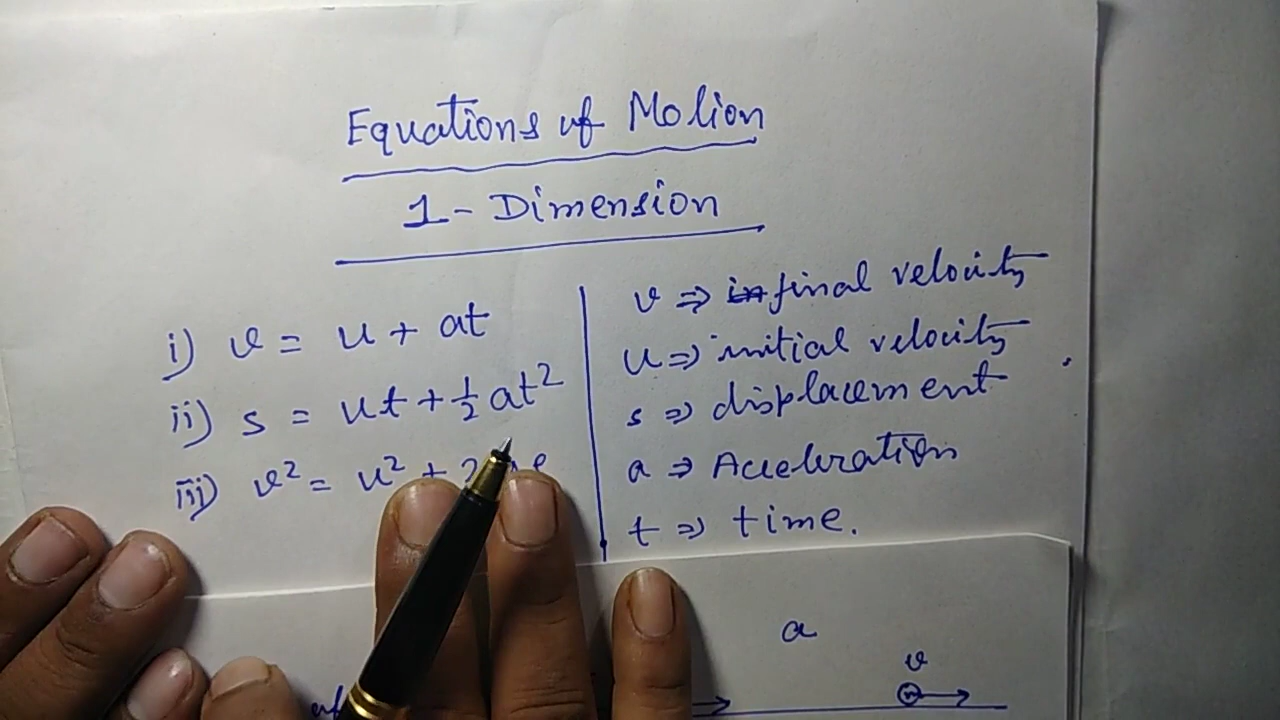 Equations of Motion
1 - Dimension
i) v = u + at
ii) s = ut + 1/2 at²
iii) v² = u² + 2
v ⇒ final velocity
u ⇒ initial velocity
s ⇒ displacement
a ⇒ Acceleration
t ⇒ time.
a
v
m